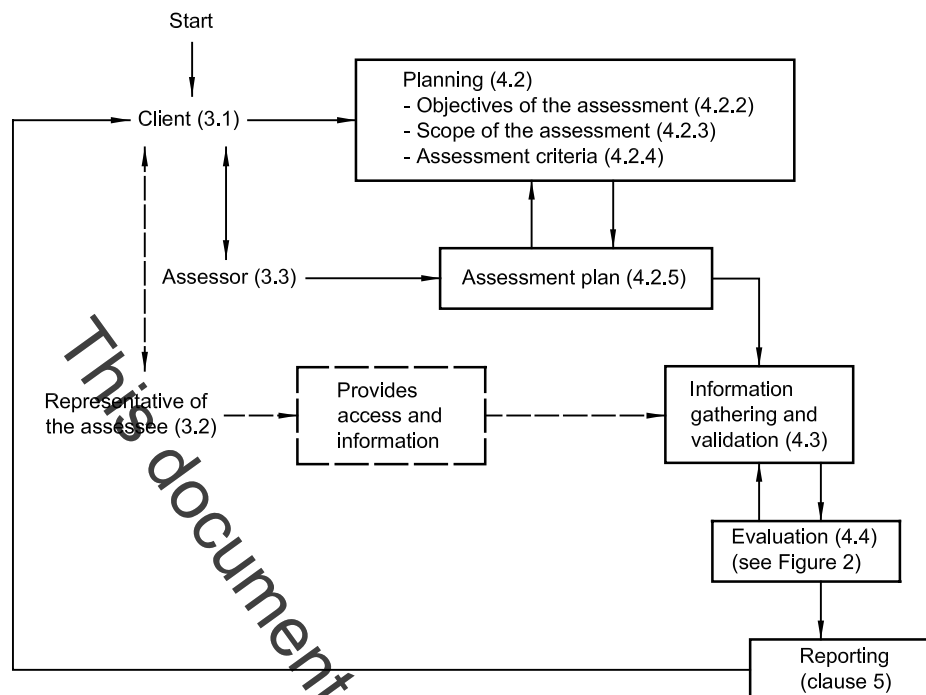 Start
Client (3.1)
Planning (4.2)
- Objectives of the assessment (4.2.2)
- Scope of the assessment (4.2.3)
- Assessment criteria (4.2.4)
Assessor (3.3)
Assessment plan (4.2.5)
Representative of
the assessee (3.2)
Provides
access and
information
Information
gathering and
validation (4.3)
Evaluation (4.4)
(see Figure 2)
Reporting
(clause 5)
This document